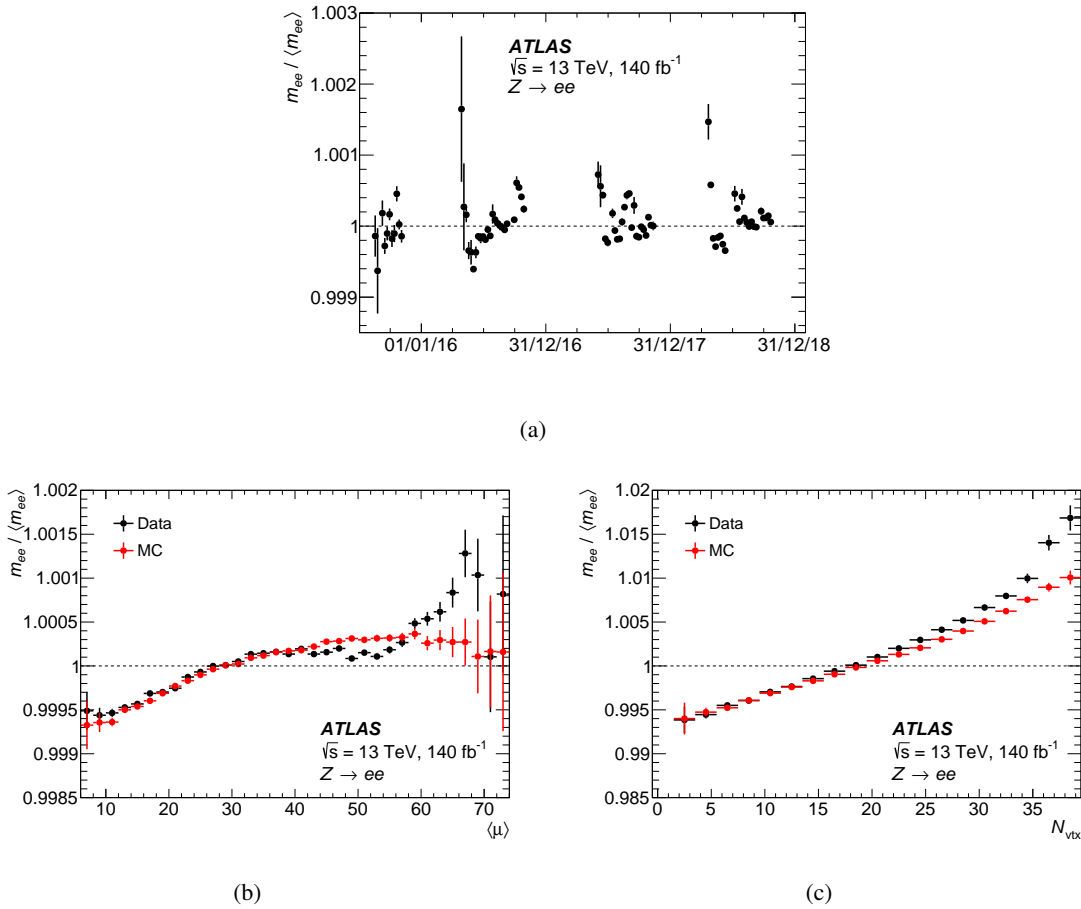 m_ee / ⟨m_ee⟩
1.003
1.002
1.001
1
0.999
ATLAS
√s = 13 TeV, 140 fb⁻¹
Z → ee
01/01/16 31/12/16 31/12/17 31/12/18
(a)
m_ee / ⟨m_ee⟩
1.002
1.0015
1.001
1.0005
1
0.9995
0.999
0.9985
Data
MC
ATLAS
√s = 13 TeV, 140 fb⁻¹
Z → ee
10 20 30 40 50 60 70
⟨μ⟩
(b)
m_ee / ⟨m_ee⟩
1.02
1.015
1.01
1.005
1
0.995
0.99
0.985
Data
MC
ATLAS
√s = 13 TeV, 140 fb⁻¹
Z → ee
0 5 10 15 20 25 30 35
N_vtx
(c)